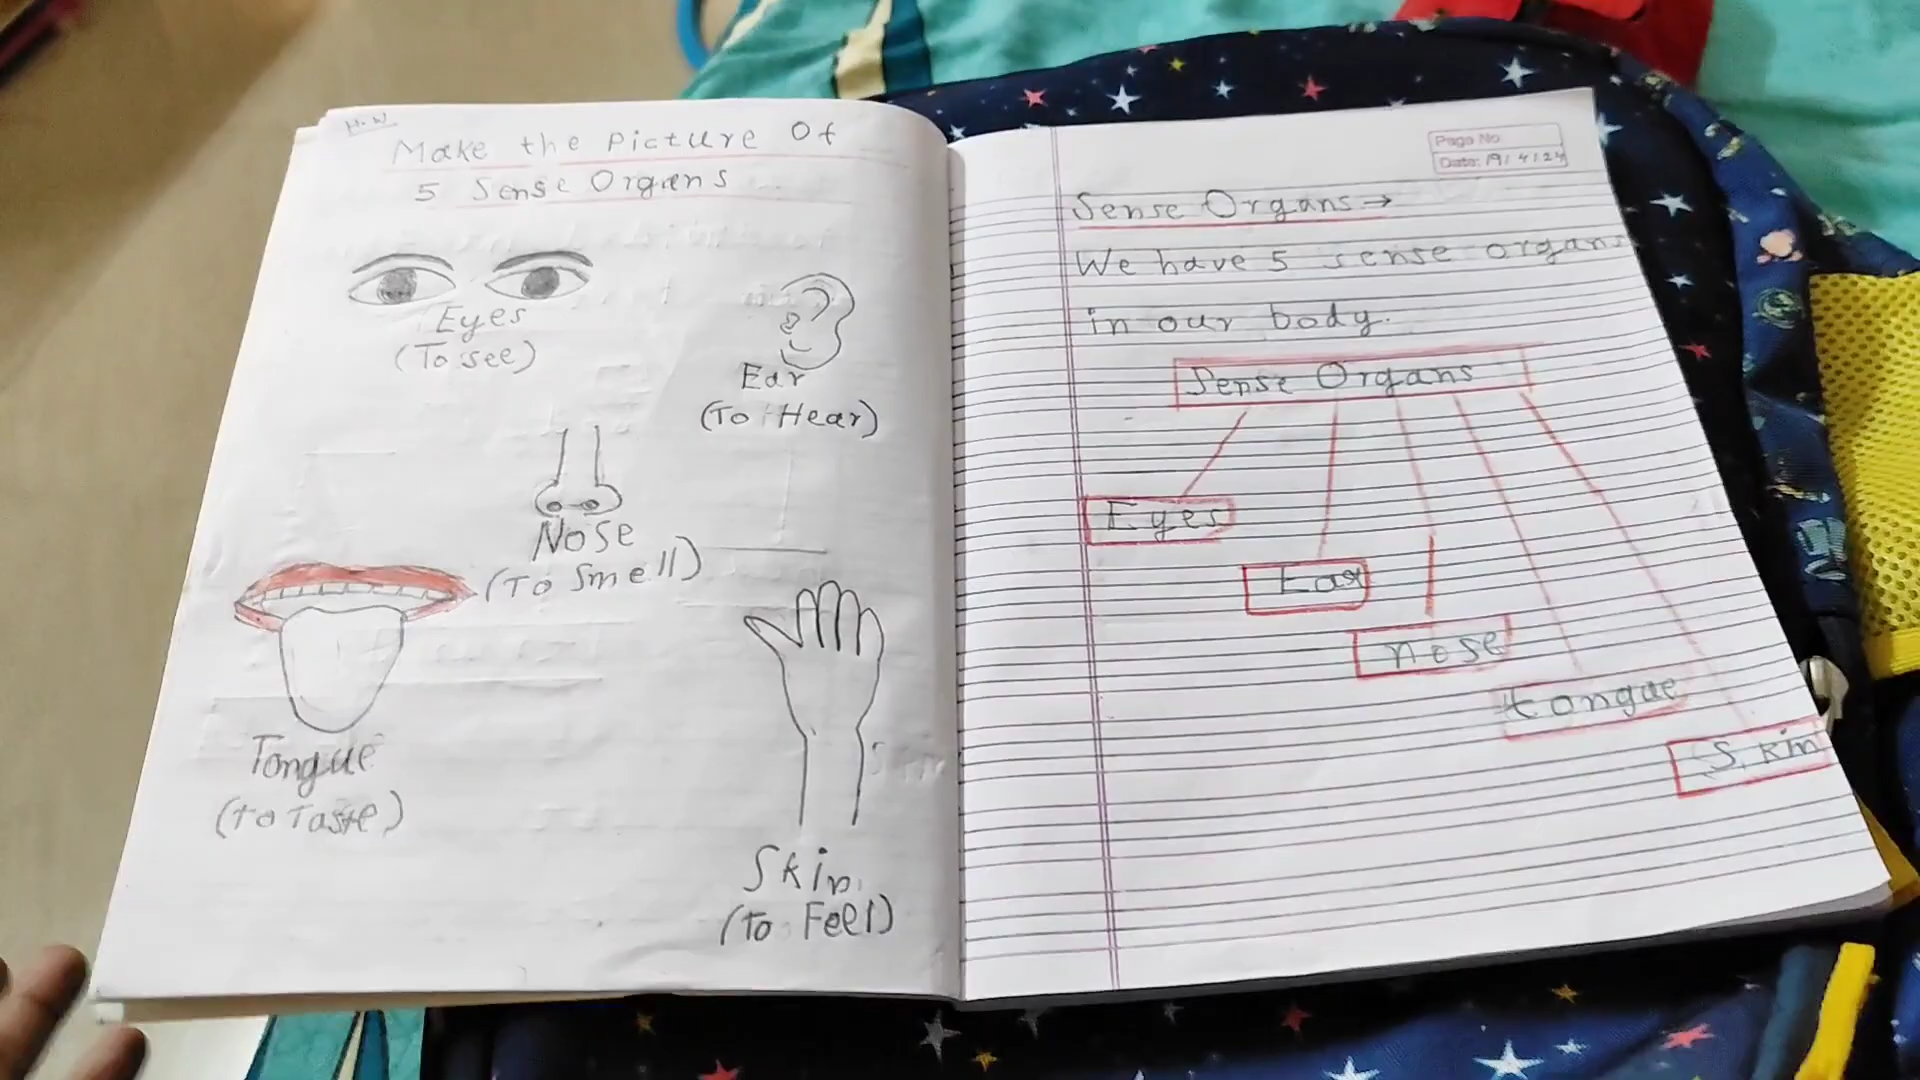 H.W
Make the Picture Of
5 Sense Organs
Eyes
(To see)
Ear
(To Hear)
Nose
(To Smell)
Tongue
(To Taste)
Skin
(To Feel)
Page No:
Date: 19/4/24
Sense Organs→
We have 5 sense organs
in our body.
Sense Organs
Eyes
Ear
nose
tongue
Skin